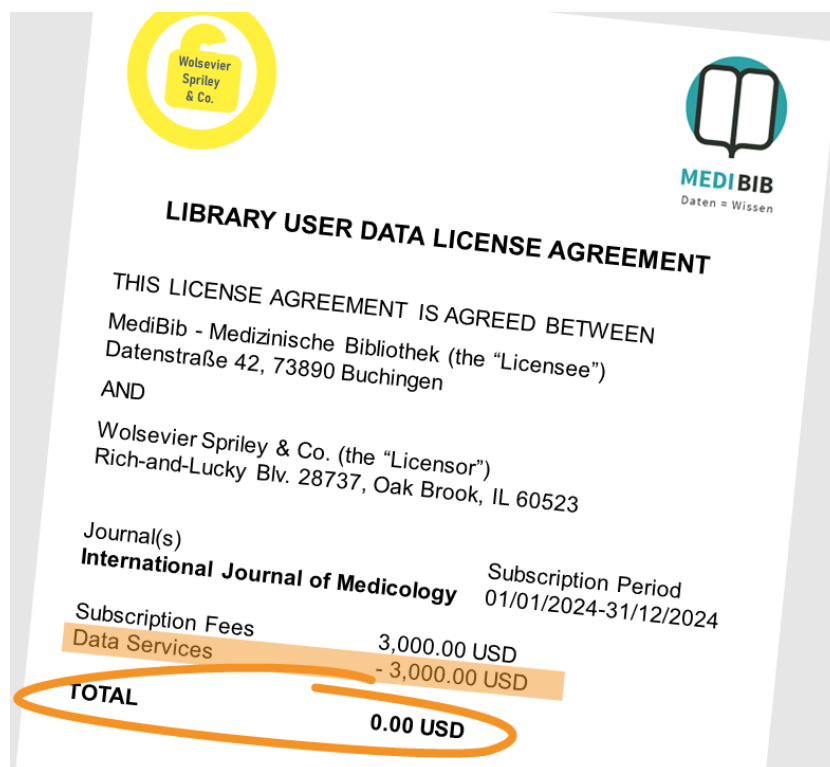 Wolsevier
Spriley
& Co.
MEDIBIB
Daten = Wissen
LIBRARY USER DATA LICENSE AGREEMENT
THIS LICENSE AGREEMENT IS AGREED BETWEEN
MediBib - Medizinische Bibliothek (the “Licensee”)
Datenstraße 42, 73890 Buchingen
AND
Wolsevier Spriley & Co. (the “Licensor”)
Rich-and-Lucky Blv. 28737, Oak Brook, IL 60523
Journal(s)
International Journal of Medicology
Subscription Period
01/01/2024-31/12/2024
Subscription Fees 3,000.00 USD
Data Services - 3,000.00 USD
TOTAL 0.00 USD